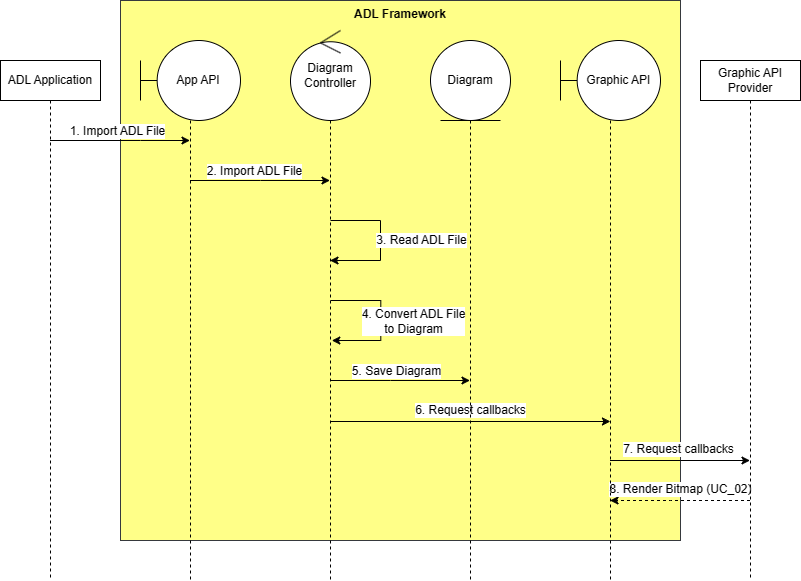 ADL Framework
ADL Application
App API
Diagram
Controller
Diagram
Graphic API
Graphic API
Provider
1. Import ADL File
2. Import ADL File
3. Read ADL File
4. Convert ADL File
to Diagram
5. Save Diagram
6. Request callbacks
7. Request callbacks
8. Render Bitmap (UC_02)